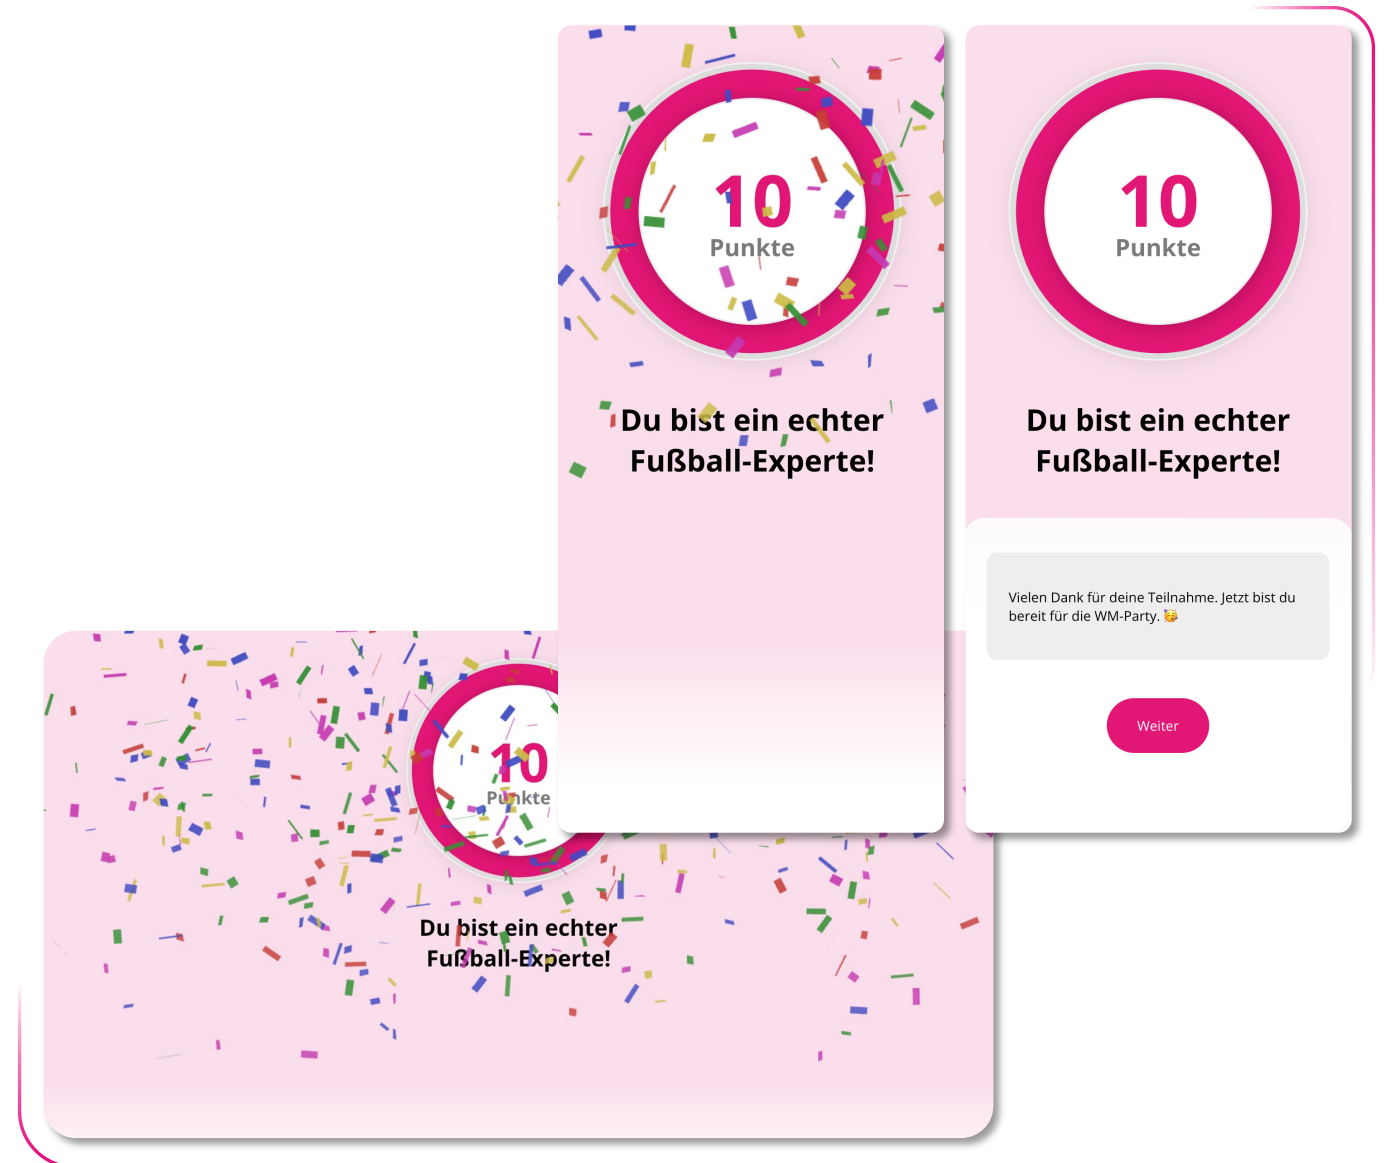 10
Punkte
Du bist ein echter
Fußball-Experte!
10
Punkte
Du bist ein echter
Fußball-Experte!
Vielen Dank für deine Teilnahme. Jetzt bist du
bereit für die WM-Party. 🥳
Weiter
10
Punkte
Du bist ein echter
Fußball-Experte!